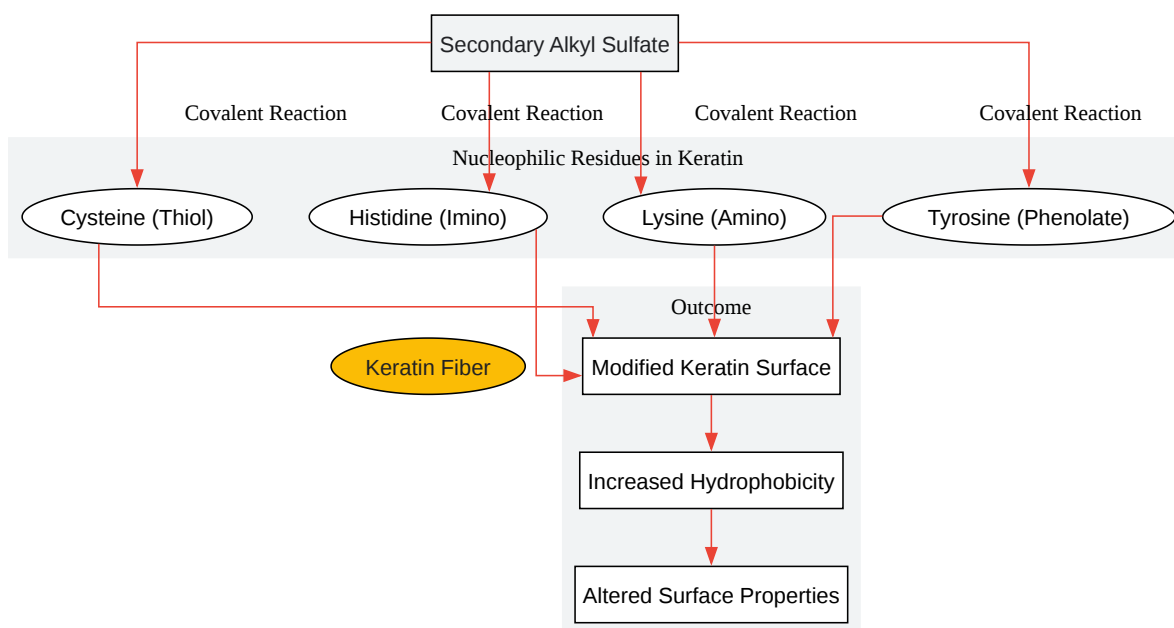 Secondary Alkyl Sulfate
Covalent Reaction
Covalent Reaction
Covalent Reaction
Covalent Reaction
Nucleophilic Residues in Keratin
Cysteine (Thiol)
Histidine (Imino)
Lysine (Amino)
Tyrosine (Phenolate)
Outcome
Keratin Fiber
Modified Keratin Surface
Increased Hydrophobicity
Altered Surface Properties